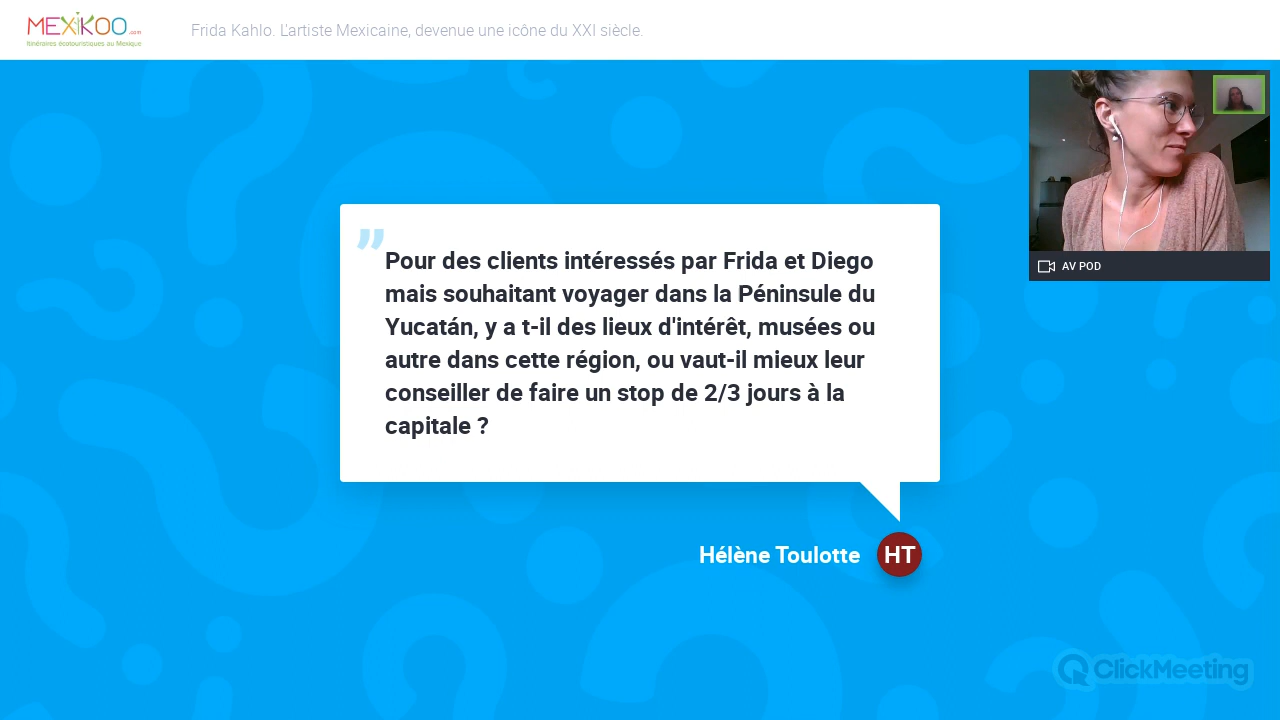 MEXIKOO.com
Itinéraires écotouristiques au Mexique
Frida Kahlo. L'artiste Mexicaine, devenue une icône du XXI siècle.
AV POD
"
Pour des clients intéressés par Frida et Diego
mais souhaitant voyager dans la Péninsule du
Yucatán, y a t-il des lieux d'intérêt, musées ou
autre dans cette région, ou vaut-il mieux leur
conseiller de faire un stop de 2/3 jours à la
capitale ?
Hélène Toulotte HT
ClickMeeting